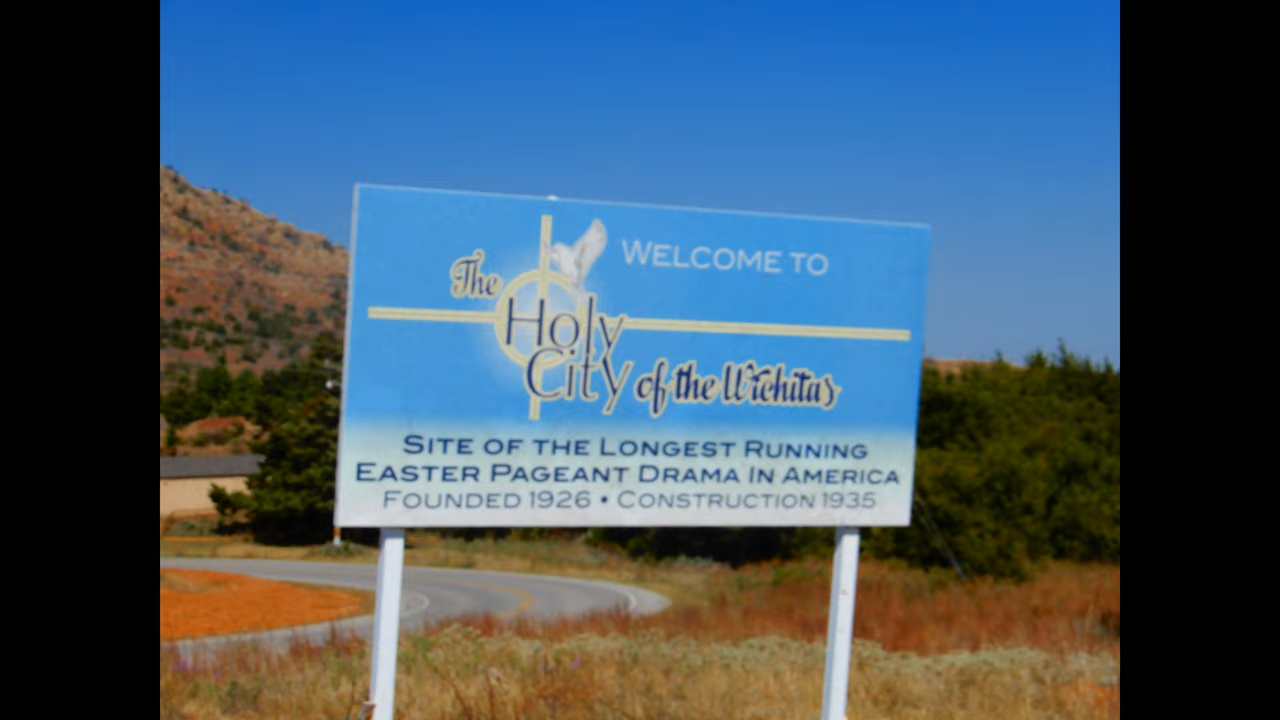 WELCOME TO
The
Holy
City of the Wichitas
SITE OF THE LONGEST RUNNING
EASTER PAGEANT DRAMA IN AMERICA
FOUNDED 1926 • CONSTRUCTION 1935